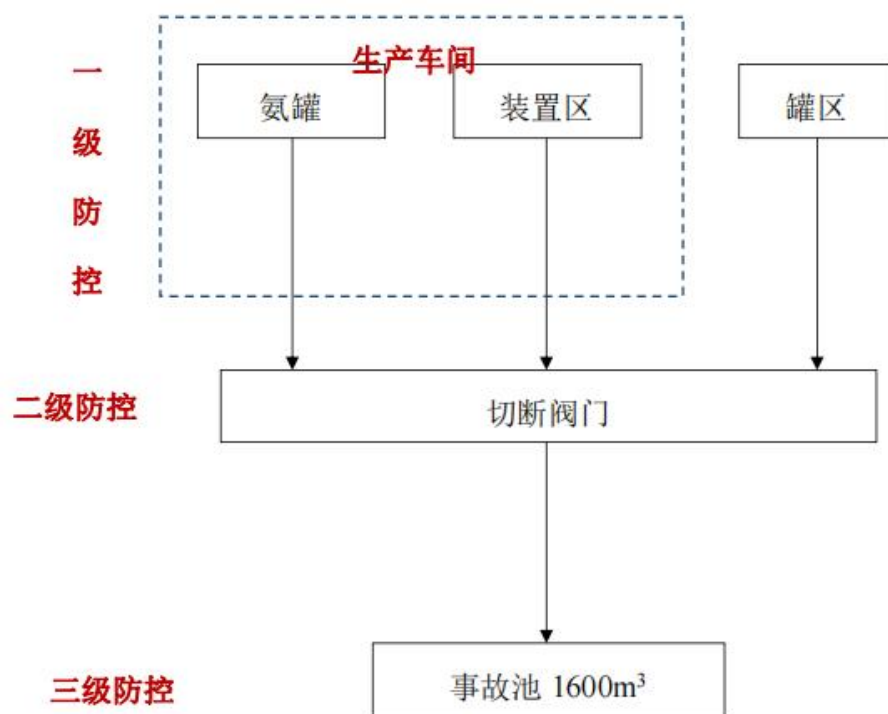 生产车间
一级防控
氨罐
装置区
罐区
二级防控
切断阀门
三级防控
事故池 1600m³